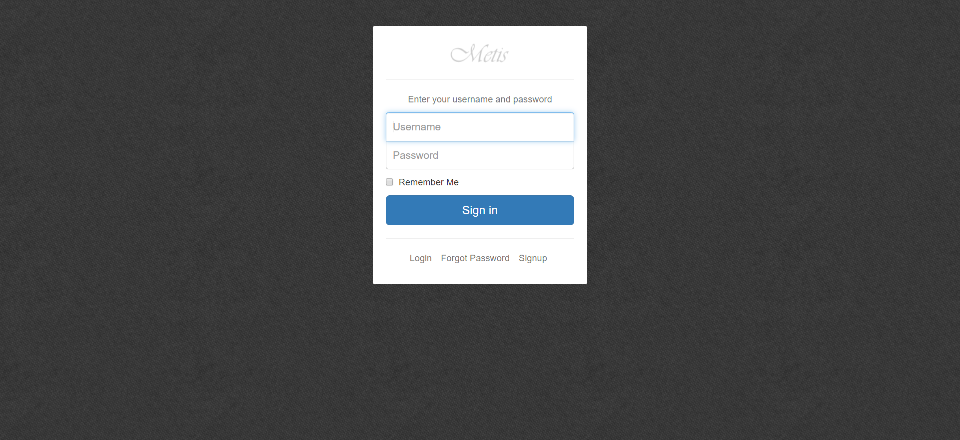 Metis
Enter your username and password
Username
Password
Remember Me
Sign in
Login Forgot Password Signup